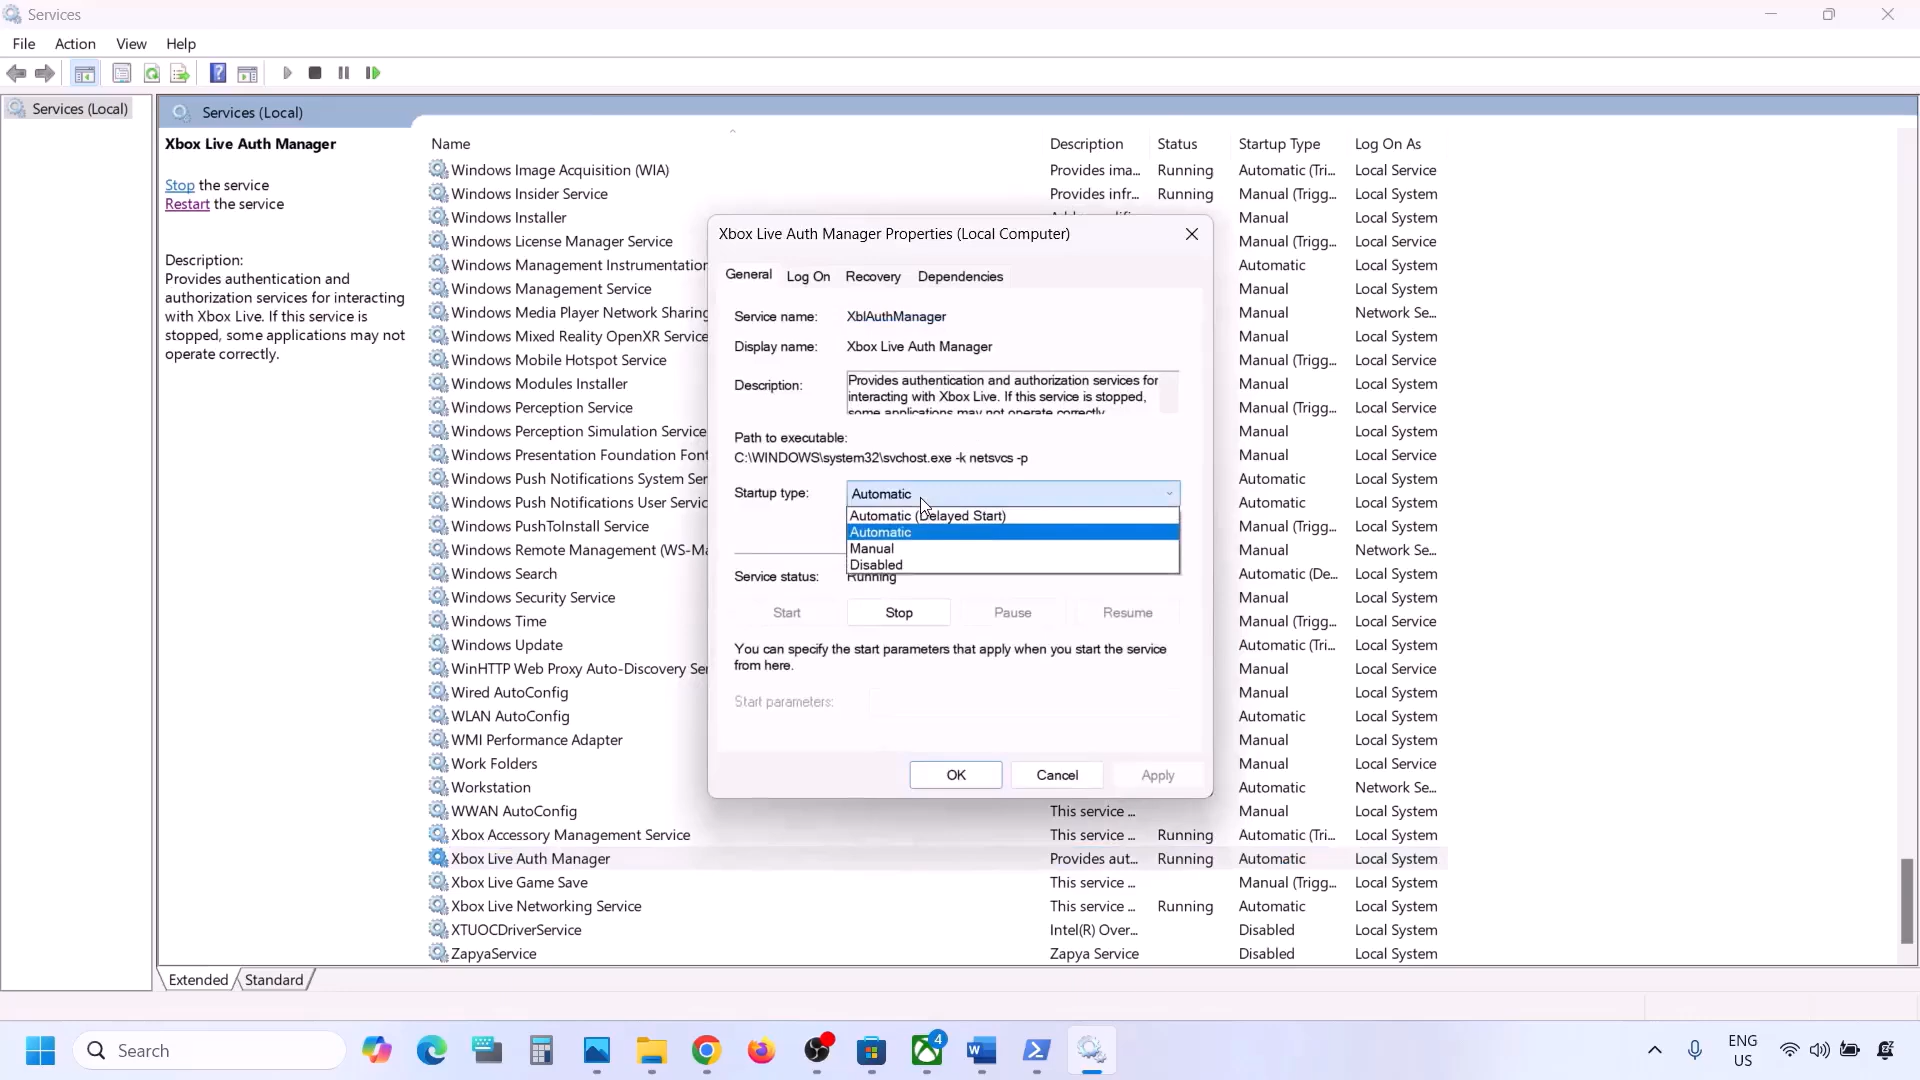 Services
File Action View Help
Services (Local)
Services (Local)
Xbox Live Auth Manager
Stop the service
Restart the service
Description:
Provides authentication and
authorization services for interacting
with Xbox Live. If this service is
stopped, some applications may not
operate correctly.
Name Description Status Startup Type Log On As
Windows Image Acquisition (WIA) Provides ima... Running Automatic (Tri... Local Service
Windows Insider Service Provides infr... Running Manual (Trigg... Local System
Windows Installer Manual Local System
Windows License Manager Service Manual (Trigg... Local Service
Windows Management Instrumentation Automatic Local System
Windows Management Service Manual Local System
Windows Media Player Network Sharing Manual Network Se...
Windows Mixed Reality OpenXR Service Manual Local System
Windows Mobile Hotspot Service Manual (Trigg... Local Service
Windows Modules Installer Manual Local System
Windows Perception Service Manual (Trigg... Local Service
Windows Perception Simulation Service Manual Local System
Windows Presentation Foundation Font Manual Local Service
Windows Push Notifications System Ser Automatic Local System
Windows Push Notifications User Servic Automatic Local System
Windows PushToInstall Service Manual (Trigg... Local System
Windows Remote Management (WS-Ma Manual Network Se...
Windows Search Automatic (De... Local System
Windows Security Service Manual Local System
Windows Time Manual (Trigg... Local Service
Windows Update Automatic (Tri... Local System
WinHTTP Web Proxy Auto-Discovery Ser Manual Local Service
Wired AutoConfig Manual Local System
WLAN AutoConfig Automatic Local System
WMI Performance Adapter Manual Local System
Work Folders Manual Local Service
Workstation Automatic Network Se...
WWAN AutoConfig This service ... Manual Local System
Xbox Accessory Management Service This service ... Running Automatic (Tri... Local System
Xbox Live Auth Manager Provides aut... Running Automatic Local System
Xbox Live Game Save This service ... Manual (Trigg... Local System
Xbox Live Networking Service This service ... Running Automatic Local System
XTUOCDriverService Intel(R) Over... Disabled Local System
ZapyaService Zapya Service Disabled Local System
Xbox Live Auth Manager Properties (Local Computer)
General Log On Recovery Dependencies
Service name: XblAuthManager
Display name: Xbox Live Auth Manager
Description: Provides authentication and authorization services for
interacting with Xbox Live. If this service is stopped,
some applications may not operate correctly
Path to executable:
C:\WINDOWS\system32\svchost.exe -k netsvcs -p
Startup type: Automatic
Automatic (Delayed Start)
Automatic
Manual
Disabled
Service status: Running
Start Stop Pause Resume
You can specify the start parameters that apply when you start the service
from here.
Start parameters:
OK Cancel Apply
Extended Standard
Search
4
ENG
US